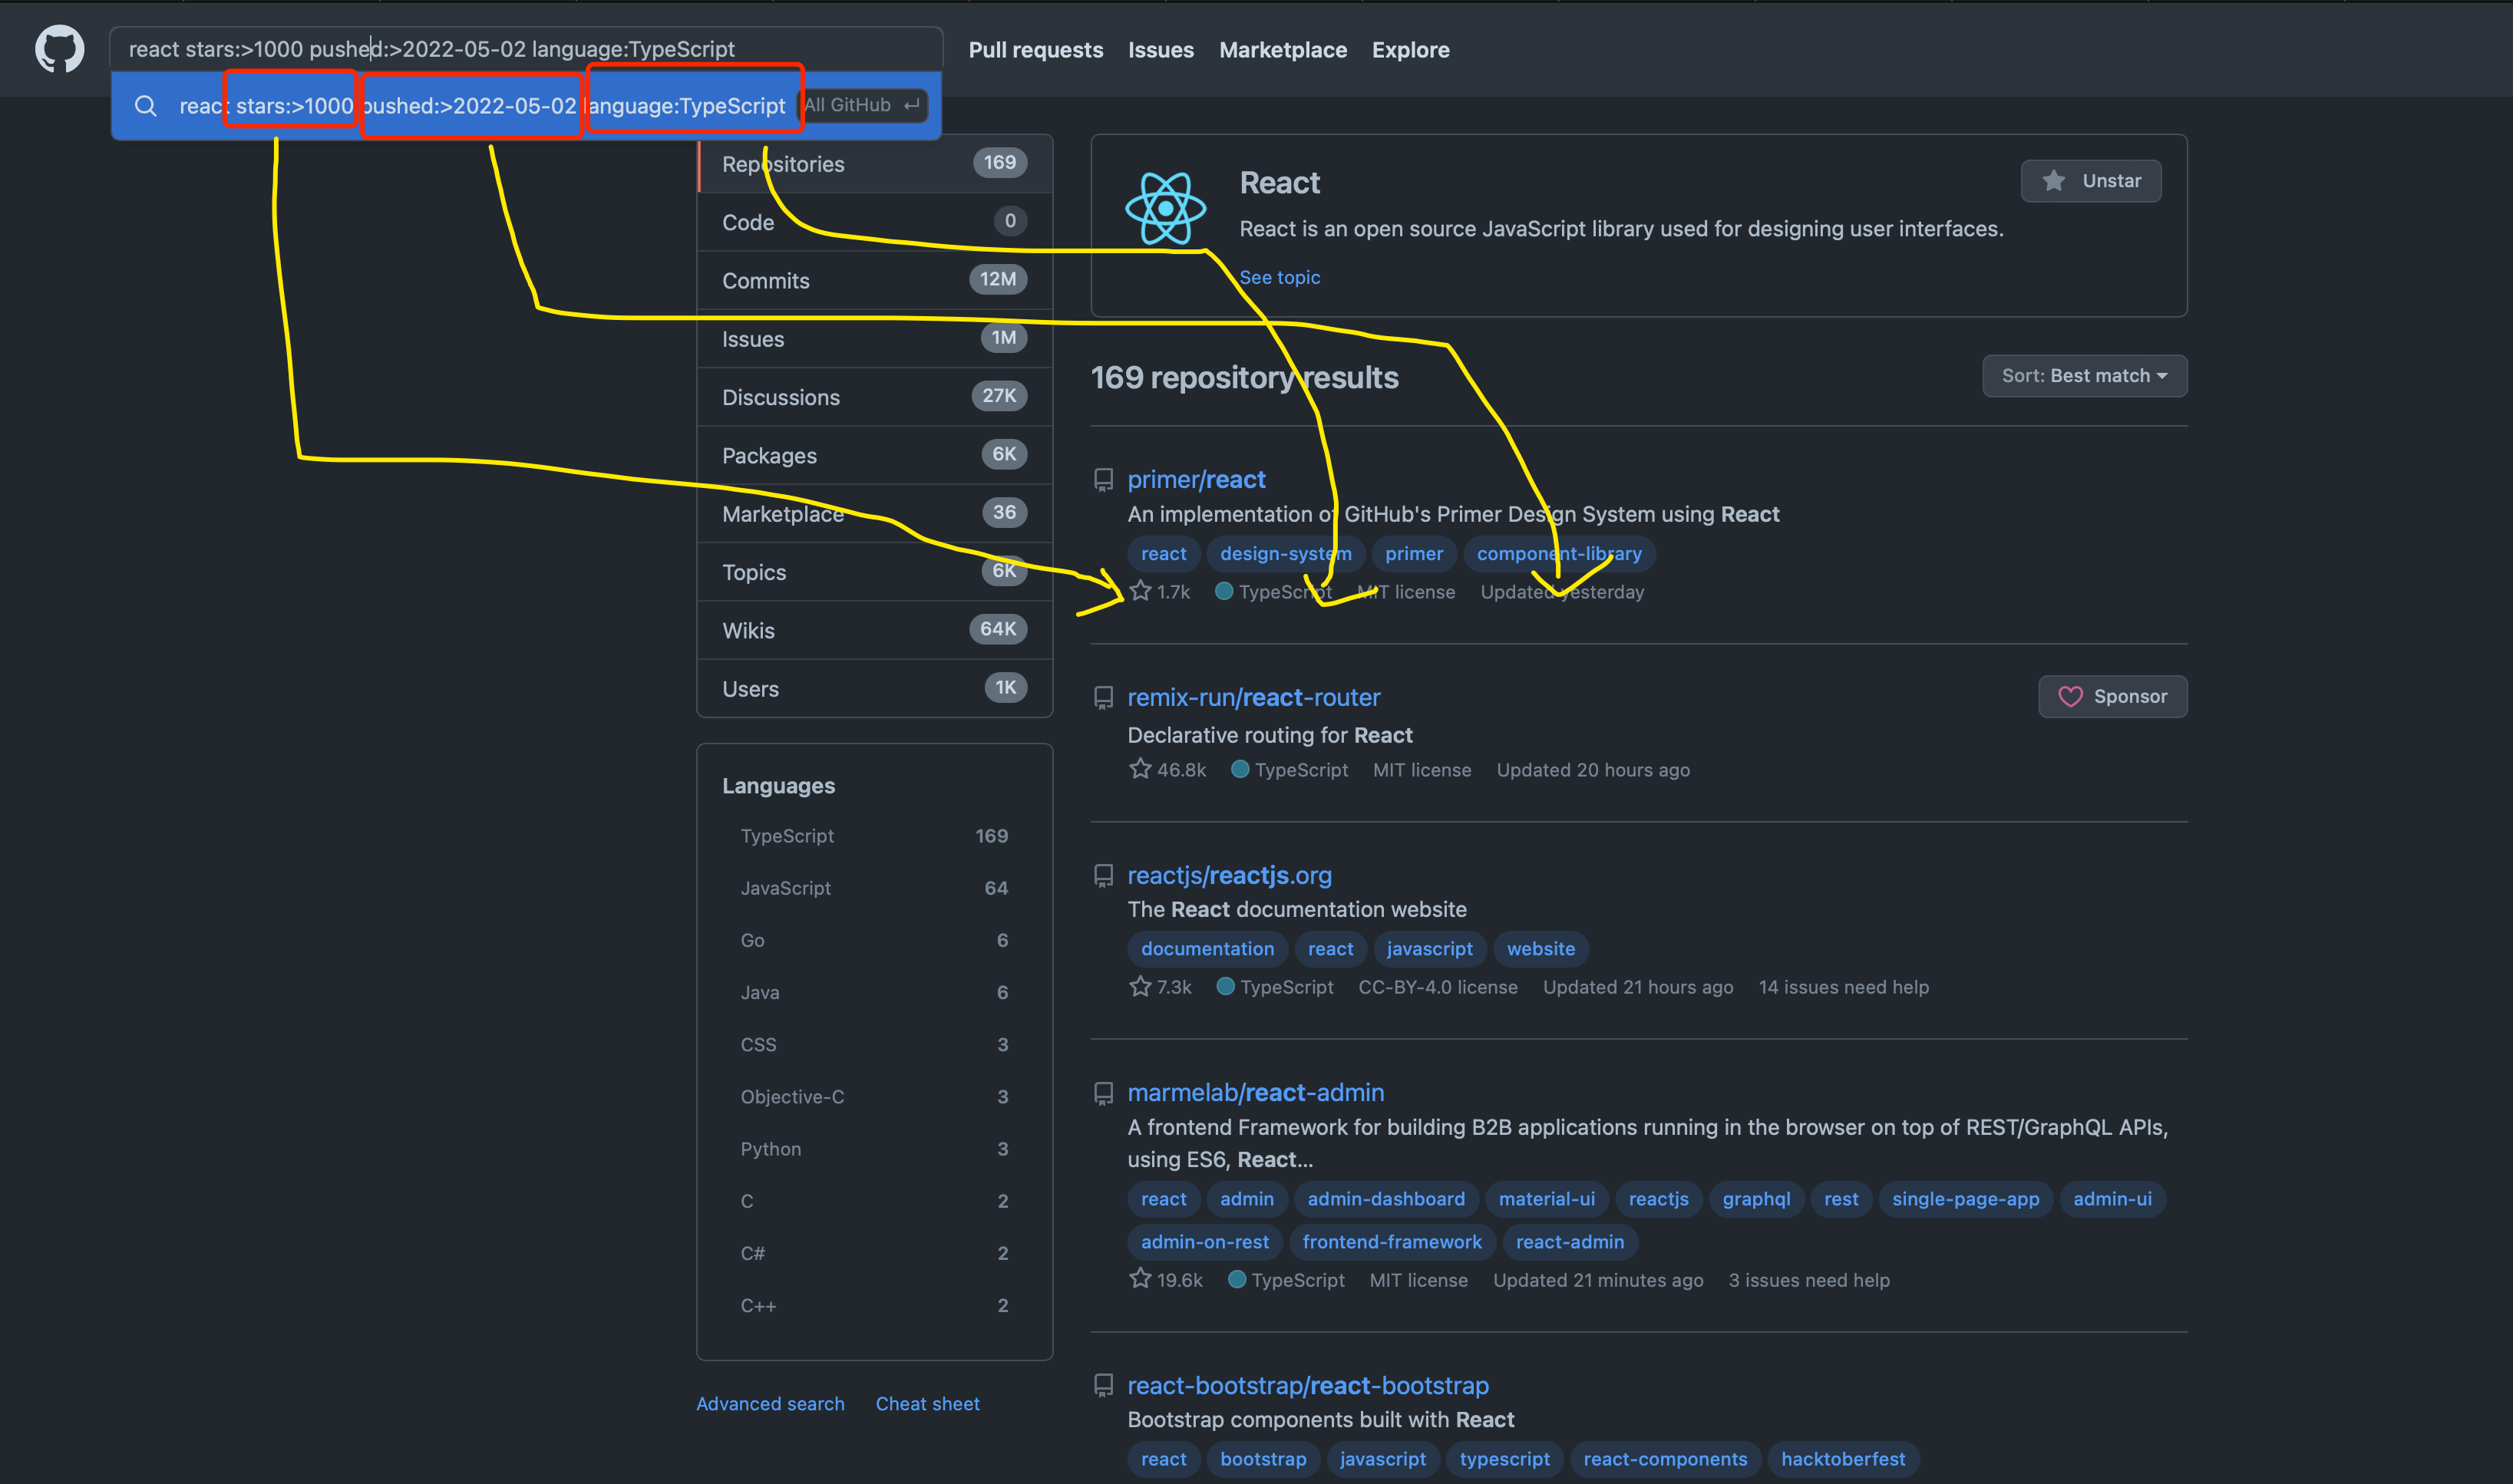 react stars:>1000 pushed:>2022-05-02 language:TypeScript
Pull requests Issues Marketplace Explore
react stars:>1000 pushed:>2022-05-02 language:TypeScript All GitHub
Repositories 169
Code 0
Commits 12M
Issues 1M
Discussions 27K
Packages 6K
Marketplace 36
Topics 6K
Wikis 64K
Users 1K
Languages
TypeScript 169
JavaScript 64
Go 6
Java 6
CSS 3
Objective-C 3
Python 3
C 2
C# 2
C++ 2
Advanced search Cheat sheet
React
Unstar
React is an open source JavaScript library used for designing user interfaces.
See topic
169 repository results
Sort: Best match
primer/react
An implementation of GitHub's Primer Design System using React
react design-system primer component-library
1.7k TypeScript MIT license Updated yesterday
remix-run/react-router
Sponsor
Declarative routing for React
46.8k TypeScript MIT license Updated 20 hours ago
reactjs/reactjs.org
The React documentation website
documentation react javascript website
7.3k TypeScript CC-BY-4.0 license Updated 21 hours ago 14 issues need help
marmelab/react-admin
A frontend Framework for building B2B applications running in the browser on top of REST/GraphQL APIs,
using ES6, React...
react admin admin-dashboard material-ui reactjs graphql rest single-page-app admin-ui
admin-on-rest frontend-framework react-admin
19.6k TypeScript MIT license Updated 21 minutes ago 3 issues need help
react-bootstrap/react-bootstrap
Bootstrap components built with React
react bootstrap javascript typescript react-components hacktoberfest